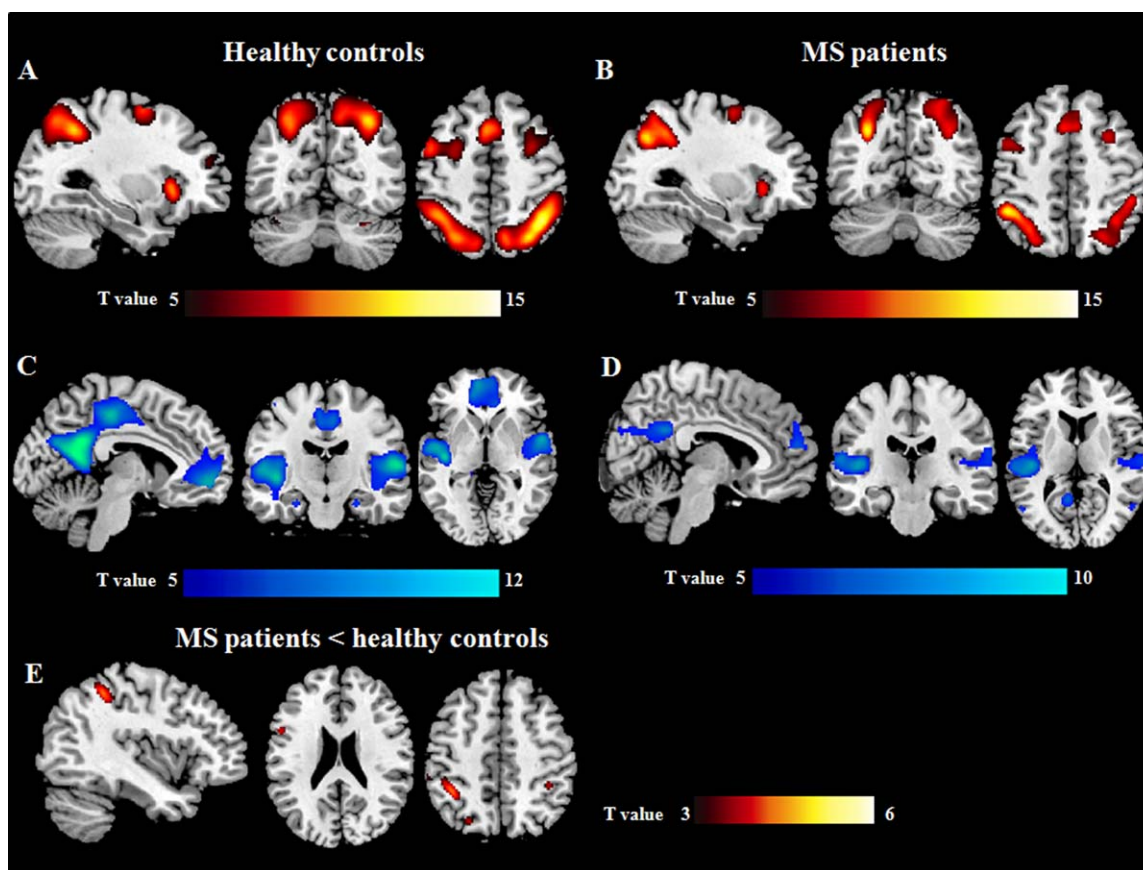 Healthy controls
MS patients
A
B
T value 5 15
T value 5 15
C
D
T value 5 12
T value 5 10
MS patients < healthy controls
E
T value 3 6